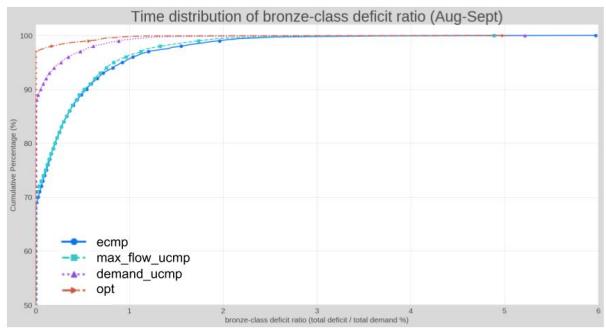 Time distribution of bronze-class deficit ratio (Aug-Sept)
Cumulative Percentage (%)
100
90
80
70
60
50
ecmp
max_flow_ucmp
demand_ucmp
opt
0 1 2 3 4 5 6
bronze-class deficit ratio (total deficit / total demand %)